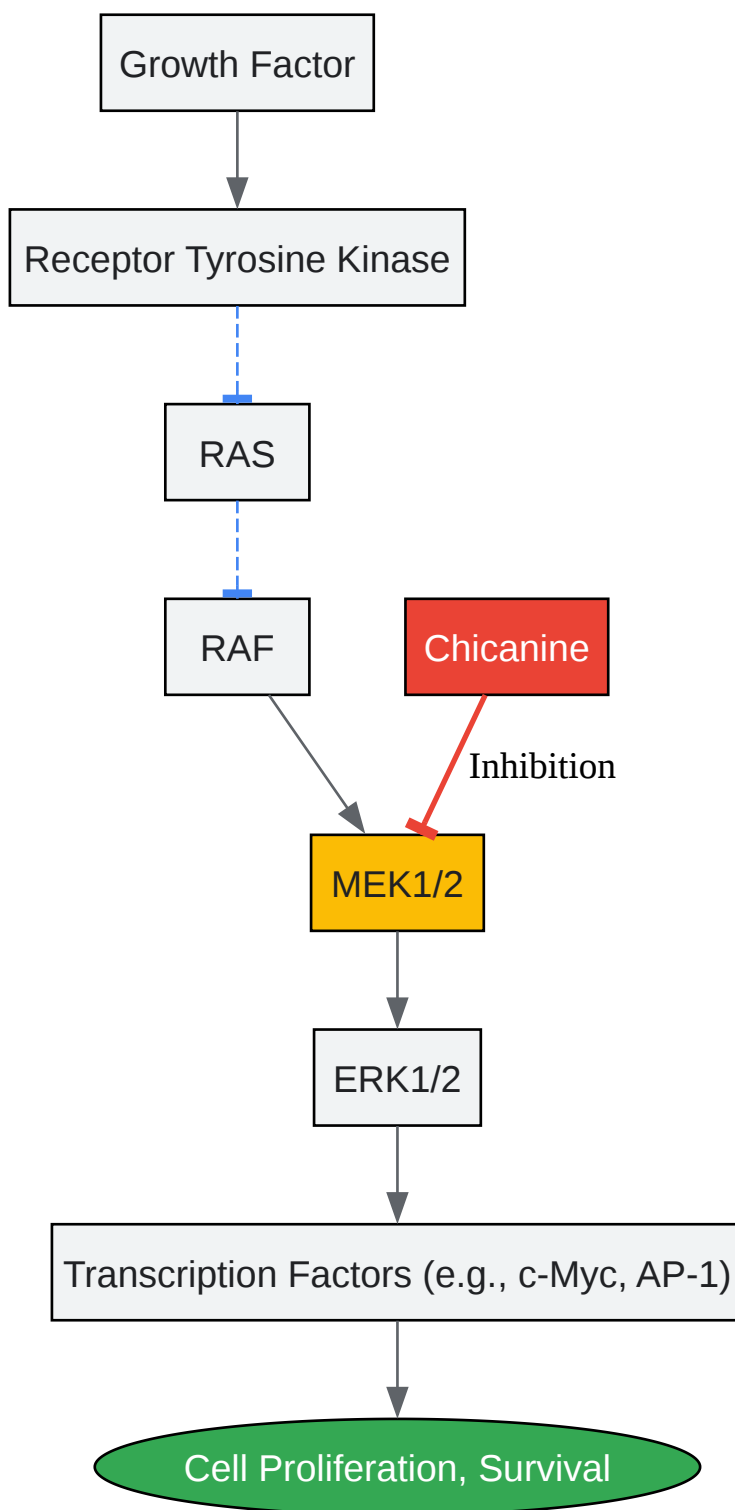 Growth Factor
Receptor Tyrosine Kinase
RAS
RAF
Chicanine
Inhibition
MEK1/2
ERK1/2
Transcription Factors (e.g., c-Myc, AP-1)
Cell Proliferation, Survival